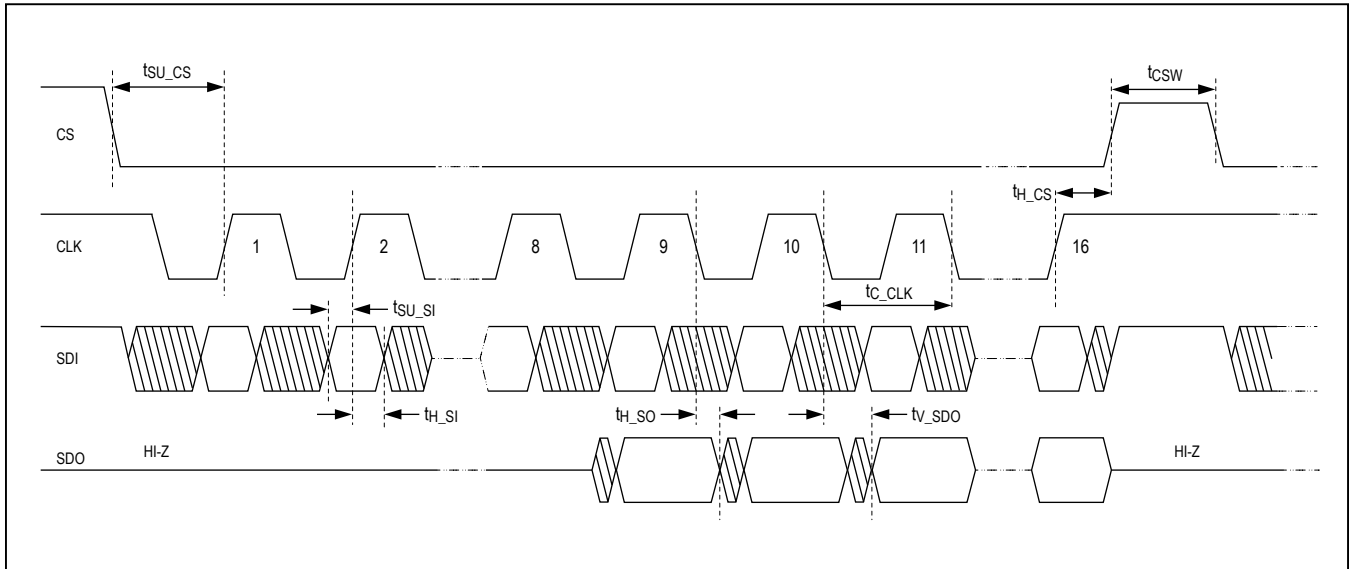 tSU_CS
tCSW
CS
tH_CS
CLK
1
2
8
9
10
11
16
tC_CLK
tSU_SI
SDI
tH_SI
tH_SO
tV_SDO
SDO
HI-Z
HI-Z